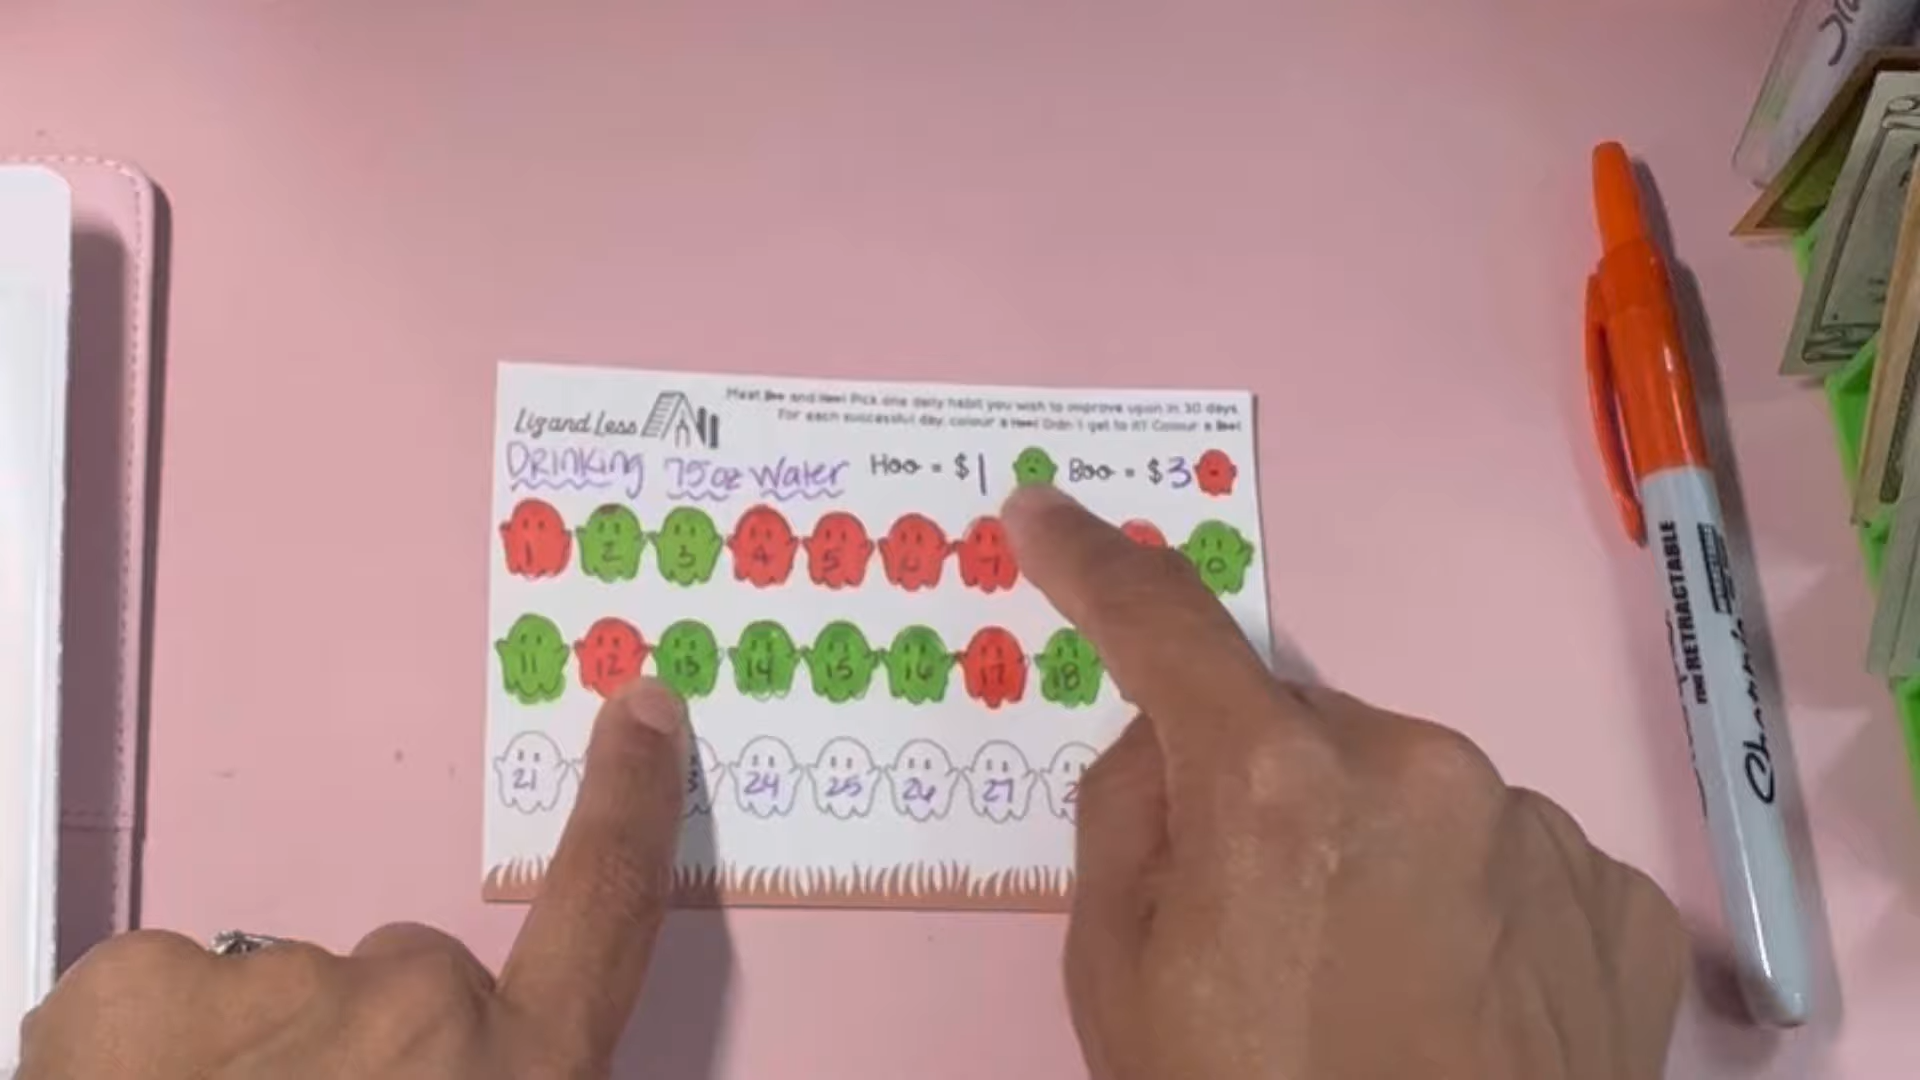 Meet Boo and Hoo! Pick one daily habit you wish to improve upon in 30 days.
For each successful day, colour a Hoo! Didn't get to it? Colour a Boo!
Liz and Less
Drinking 75oz Water Hoo = $1 Boo = $3
1 2 3 4 5 6 7 10
11 12 13 14 15 16 17 18
21 24 25 26 27
FINE RETRACTABLE
Sharpie